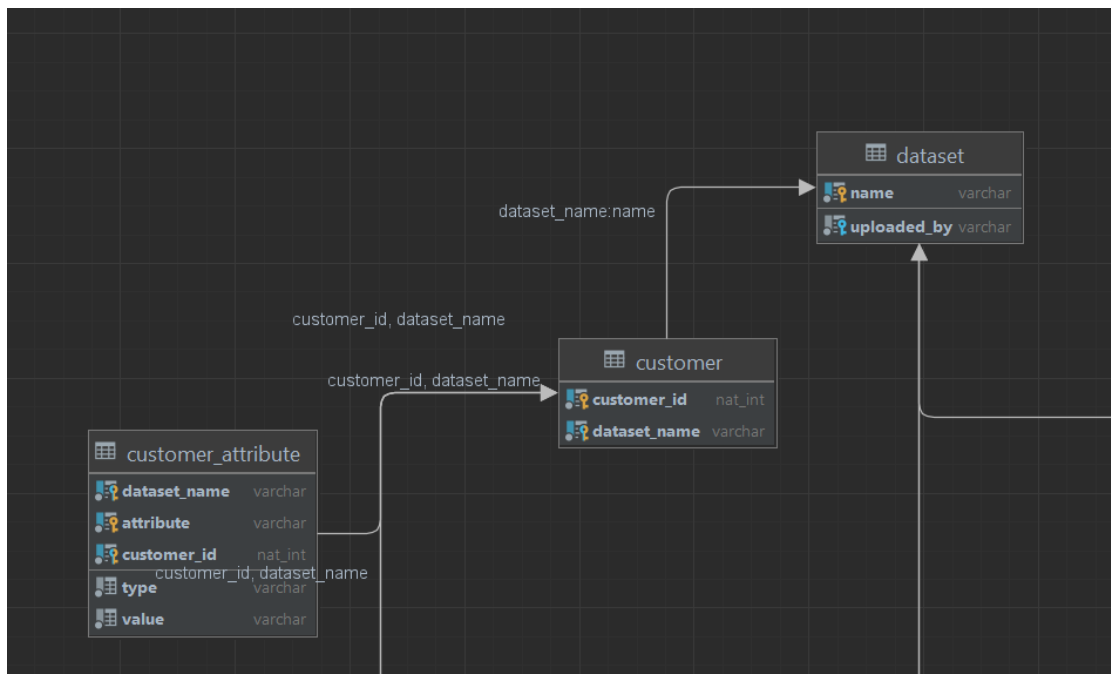 dataset
name varchar
uploaded_by varchar
dataset_name:name
customer_id, dataset_name
customer_id, dataset_name
customer
customer_id nat_int
dataset_name varchar
customer_attribute
dataset_name varchar
attribute varchar
customer_id nat_int
customer_id, dataset_name
type varchar
value varchar